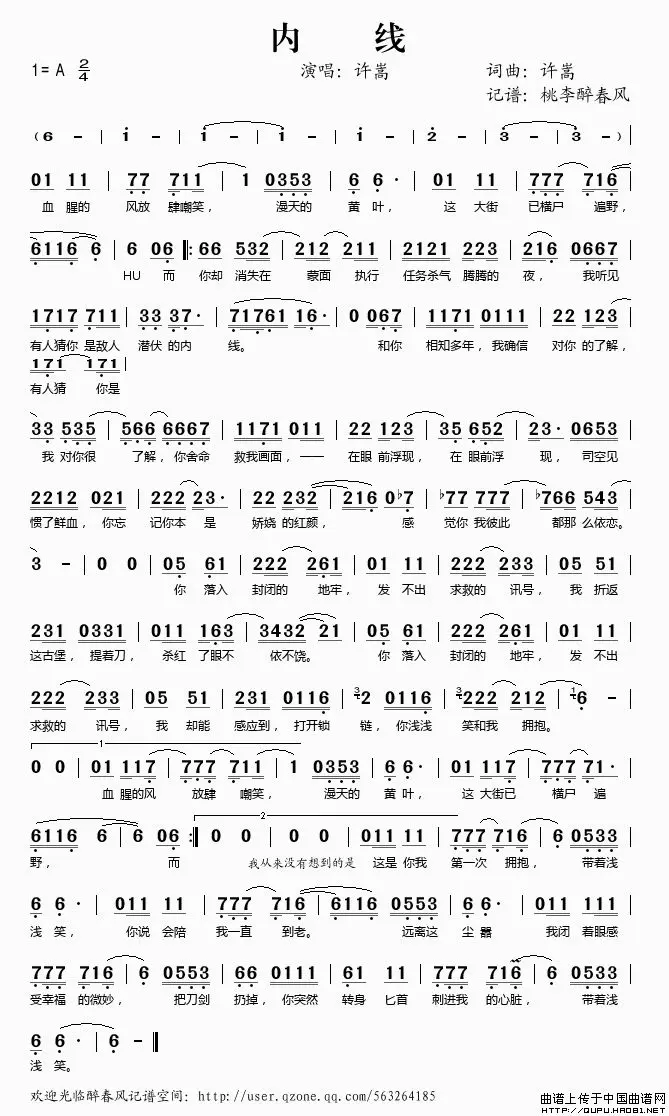 内 线
1= A 2/4 演唱：许嵩 词曲：许嵩
记谱：桃李醉春风
(6 - | i - | i - | i - | i - | 2 - | 3 - | 3 - )
01 11 | 77 711 | 1 0353 | 6 6· | 01 11 | 777 716
血 腥的 风放 肆嘲笑， 漫天的 黄 叶， 这 大街 已横尸 遍野，
6116 6 | 6 06 ‖: 66 532 | 212 211 | 2121 223 | 216 0667
HU 而 你却 消失在 蒙面 执行 任务杀气 腾腾的 夜， 我听见
1717 711 | 33 37· | 71761 16· | 0 067 | 1171 0111 | 22 123
有人猜你 是敌人 潜伏 的内 线。 和你 相知多年，我确信 对你 的了解，
171 171
有人猜 你是
33 535 | 566 6667 | 1171 011 | 22 123 | 35 652 | 23· 0653
我 对你很 了解，你舍命 救我画面，—— 在眼 前浮现， 在 眼前浮 现， 司空见
2212 021 | 222 23· | 22 232 | 216 0♭7 | ♭77 777 | ♭766 543
惯了鲜血，你忘 记你本 是 娇娆 的红颜， 感 觉你 我彼此 都那 么依恋。
3 - | 0 0 | 05 61 | 222 261 | 01 11 | 222 233 | 05 51
你 落入 封闭的 地牢， 发 不出 求救的 讯号， 我 折返
231 0331 | 011 163 | 3432 21 | 05 61 | 222 261 | 01 11
这古堡，提着刀， 杀红 了眼不 依不饶。 你 落入 封闭的 地牢， 发 不出
222 233 | 05 51 | 231 0116 | 3 2 0116 | 3 222 212 | 1 6 -
求救的 讯号， 我 却能 感应到，打开锁 链，你浅浅 笑和我 拥抱。
1
0 0 | 01 117 | 777 711 | 1 0353 | 6 6· | 01 117 | 777 71·
血 腥的风 放肆 嘲笑， 漫天的 黄 叶， 这 大街已 横尸 遍
2
6116 6 | 6 06 :‖ 0 0 | 0 0 | 011 11 | 777 716 | 6 0533
野， 而 我从来没有想到的是 这是 你我 第一次 拥抱， 带着浅
6 6· | 011 11 | 777 716 | 6116 0553 | 6 6· | 011 111
浅 笑， 你说 会陪 我一直 到老。 远离这 尘 嚣 我闭 着眼感
777 716 | 6 0553 | 66 0111 | 61 11 | 777 716 | 6 0533
受幸福 的微妙， 把刀剑 扔掉，你突然 转身 匕首 刺进我 的心脏， 带着浅
6 6· | 6 0 ‖
浅 笑。
欢迎光临醉春风记谱空间：http://user.qzone.qq.com/563264185
曲谱上传于中国曲谱网
HTTP://QUPU.HAO81.NET